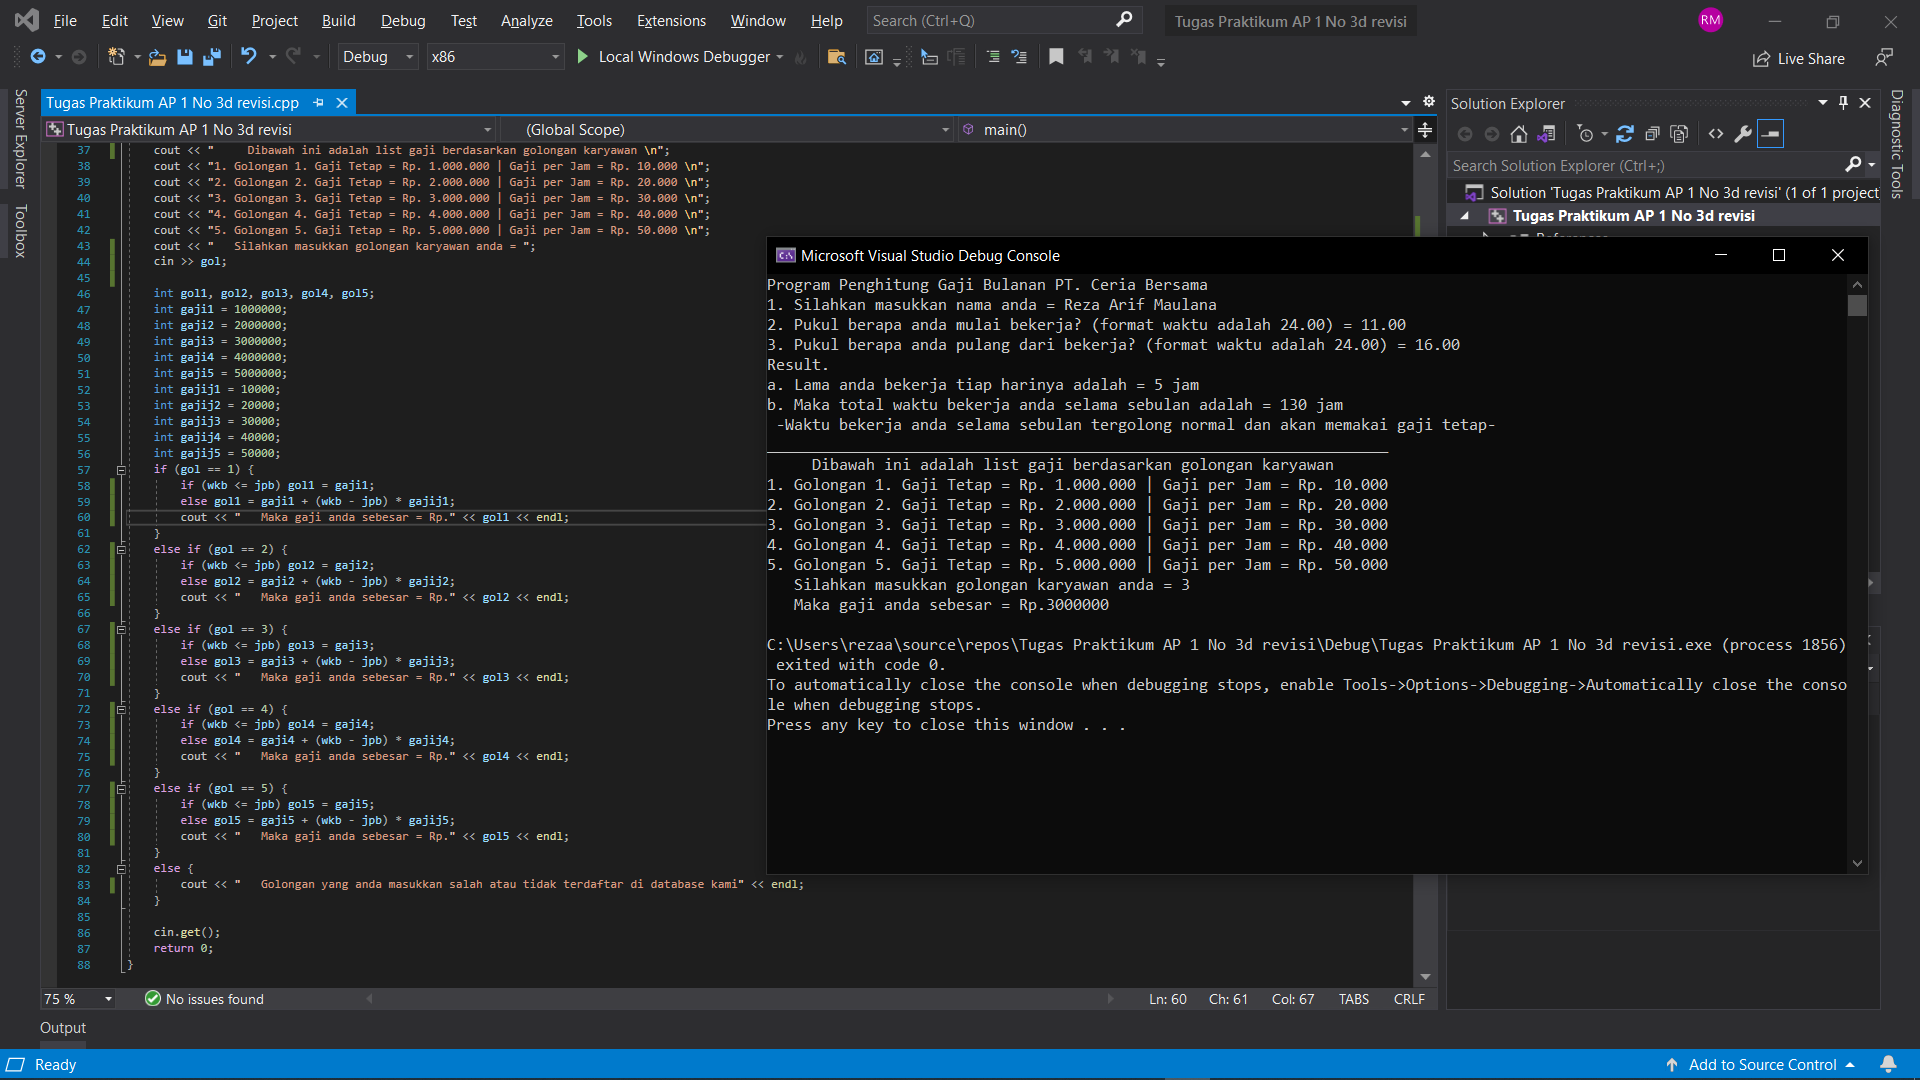 File Edit View Git Project Build Debug Test Analyze Tools Extensions Window Help Search (Ctrl+Q) Tugas Praktikum AP 1 No 3d revisi RM
Debug x86 Local Windows Debugger Live Share
Server Explorer
Toolbox
Tugas Praktikum AP 1 No 3d revisi.cpp
Tugas Praktikum AP 1 No 3d revisi (Global Scope) main()
37 cout << "     Dibawah ini adalah list gaji berdasarkan golongan karyawan \n";
38 cout << "1. Golongan 1. Gaji Tetap = Rp. 1.000.000 | Gaji per Jam = Rp. 10.000 \n";
39 cout << "2. Golongan 2. Gaji Tetap = Rp. 2.000.000 | Gaji per Jam = Rp. 20.000 \n";
40 cout << "3. Golongan 3. Gaji Tetap = Rp. 3.000.000 | Gaji per Jam = Rp. 30.000 \n";
41 cout << "4. Golongan 4. Gaji Tetap = Rp. 4.000.000 | Gaji per Jam = Rp. 40.000 \n";
42 cout << "5. Golongan 5. Gaji Tetap = Rp. 5.000.000 | Gaji per Jam = Rp. 50.000 \n";
43 cout << "   Silahkan masukkan golongan karyawan anda = ";
44 cin >> gol;
45
46 int gol1, gol2, gol3, gol4, gol5;
47 int gaji1 = 1000000;
48 int gaji2 = 2000000;
49 int gaji3 = 3000000;
50 int gaji4 = 4000000;
51 int gaji5 = 5000000;
52 int gajij1 = 10000;
53 int gajij2 = 20000;
54 int gajij3 = 30000;
55 int gajij4 = 40000;
56 int gajij5 = 50000;
57 if (gol == 1) {
58 if (wkb <= jpb) gol1 = gaji1;
59 else gol1 = gaji1 + (wkb - jpb) * gajij1;
60 cout << "   Maka gaji anda sebesar = Rp." << gol1 << endl;
61 }
62 else if (gol == 2) {
63 if (wkb <= jpb) gol2 = gaji2;
64 else gol2 = gaji2 + (wkb - jpb) * gajij2;
65 cout << "   Maka gaji anda sebesar = Rp." << gol2 << endl;
66 }
67 else if (gol == 3) {
68 if (wkb <= jpb) gol3 = gaji3;
69 else gol3 = gaji3 + (wkb - jpb) * gajij3;
70 cout << "   Maka gaji anda sebesar = Rp." << gol3 << endl;
71 }
72 else if (gol == 4) {
73 if (wkb <= jpb) gol4 = gaji4;
74 else gol4 = gaji4 + (wkb - jpb) * gajij4;
75 cout << "   Maka gaji anda sebesar = Rp." << gol4 << endl;
76 }
77 else if (gol == 5) {
78 if (wkb <= jpb) gol5 = gaji5;
79 else gol5 = gaji5 + (wkb - jpb) * gajij5;
80 cout << "   Maka gaji anda sebesar = Rp." << gol5 << endl;
81 }
82 else {
83 cout << "   Golongan yang anda masukkan salah atau tidak terdaftar di database kami" << endl;
84 }
85
86 cin.get();
87 return 0;
88 }
75 % No issues found Ln: 60 Ch: 61 Col: 67 TABS CRLF
Microsoft Visual Studio Debug Console
Program Penghitung Gaji Bulanan PT. Ceria Bersama
1. Silahkan masukkan nama anda = Reza Arif Maulana
2. Pukul berapa anda mulai bekerja? (format waktu adalah 24.00) = 11.00
3. Pukul berapa anda pulang dari bekerja? (format waktu adalah 24.00) = 16.00
Result.
a. Lama anda bekerja tiap harinya adalah = 5 jam
b. Maka total waktu bekerja anda selama sebulan adalah = 130 jam
-Waktu bekerja anda selama sebulan tergolong normal dan akan memakai gaji tetap-
_____________________________________________________________________
Dibawah ini adalah list gaji berdasarkan golongan karyawan
1. Golongan 1. Gaji Tetap = Rp. 1.000.000 | Gaji per Jam = Rp. 10.000
2. Golongan 2. Gaji Tetap = Rp. 2.000.000 | Gaji per Jam = Rp. 20.000
3. Golongan 3. Gaji Tetap = Rp. 3.000.000 | Gaji per Jam = Rp. 30.000
4. Golongan 4. Gaji Tetap = Rp. 4.000.000 | Gaji per Jam = Rp. 40.000
5. Golongan 5. Gaji Tetap = Rp. 5.000.000 | Gaji per Jam = Rp. 50.000
Silahkan masukkan golongan karyawan anda = 3
Maka gaji anda sebesar = Rp.3000000
C:\Users\rezaa\source\repos\Tugas Praktikum AP 1 No 3d revisi\Debug\Tugas Praktikum AP 1 No 3d revisi.exe (process 1856)
exited with code 0.
To automatically close the console when debugging stops, enable Tools->Options->Debugging->Automatically close the conso
le when debugging stops.
Press any key to close this window . . .
Solution Explorer
Search Solution Explorer (Ctrl+;)
Solution 'Tugas Praktikum AP 1 No 3d revisi' (1 of 1 project
Tugas Praktikum AP 1 No 3d revisi
Diagnostic Tools
Output
Ready Add to Source Control